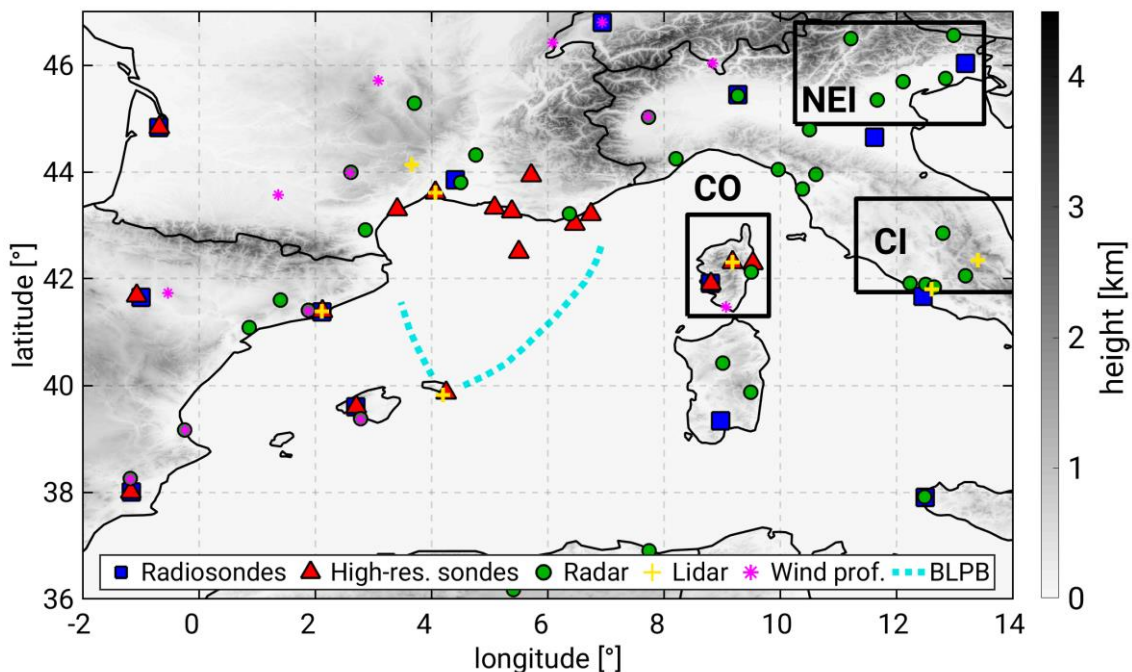 46
44
42
40
38
36
latitude [°]
NEI
CO
CI
Radiosondes High-res. sondes Radar Lidar Wind prof. BLPB
-2 0 2 4 6 8 10 12 14
longitude [°]
4
3
2
1
0
height [km]